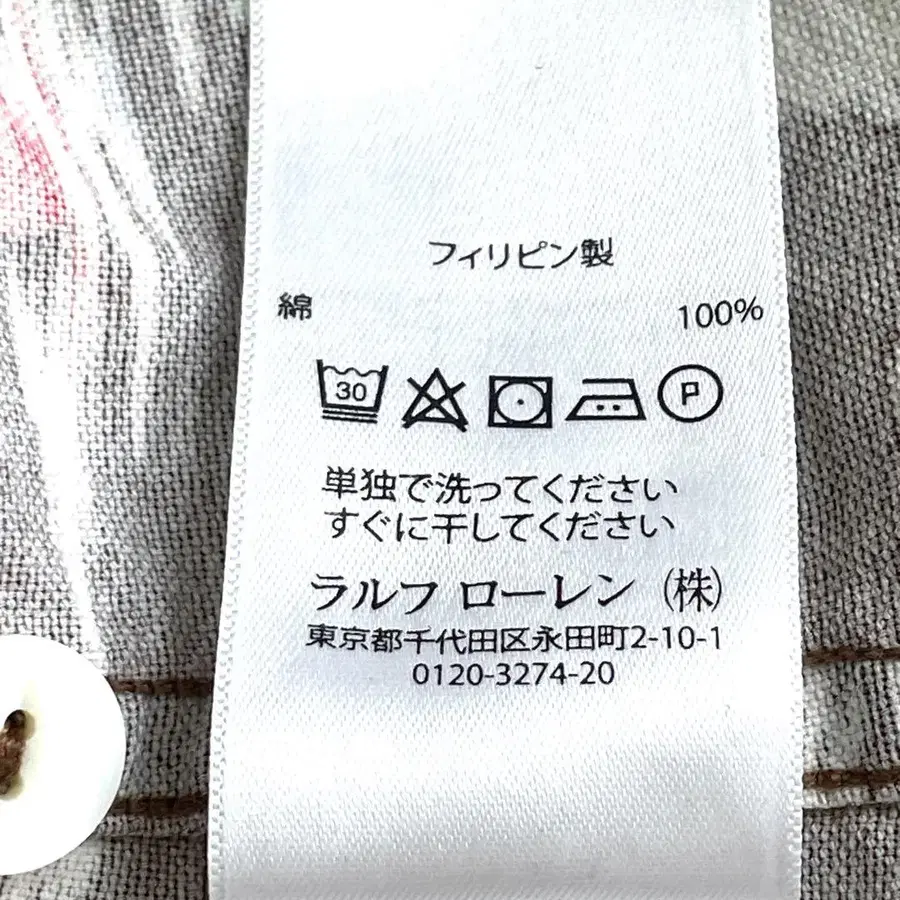 フィリピン製
綿 100%
30 P
単独で洗ってください
すぐに干してください
ラルフ ローレン (株)
東京都千代田区永田町2-10-1
0120-3274-20